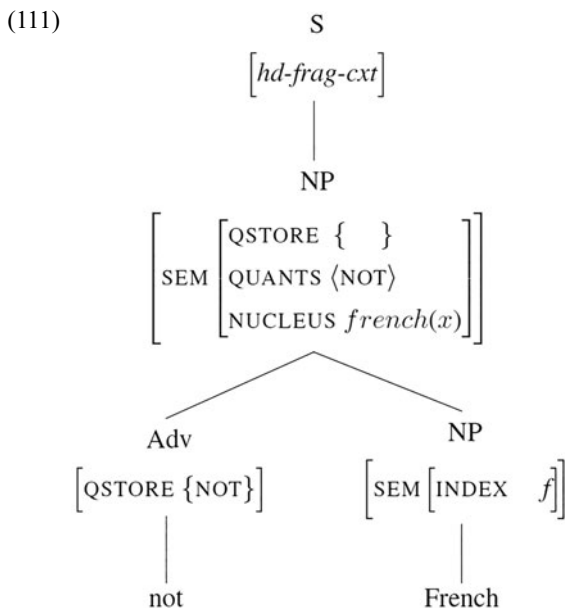 (111)
S
[hd-frag-cxt]
NP
[SEM [QSTORE { }
QUANTS ⟨NOT⟩
NUCLEUS french(x)]]
Adv NP
[QSTORE {NOT}] [SEM [INDEX f]]
not French